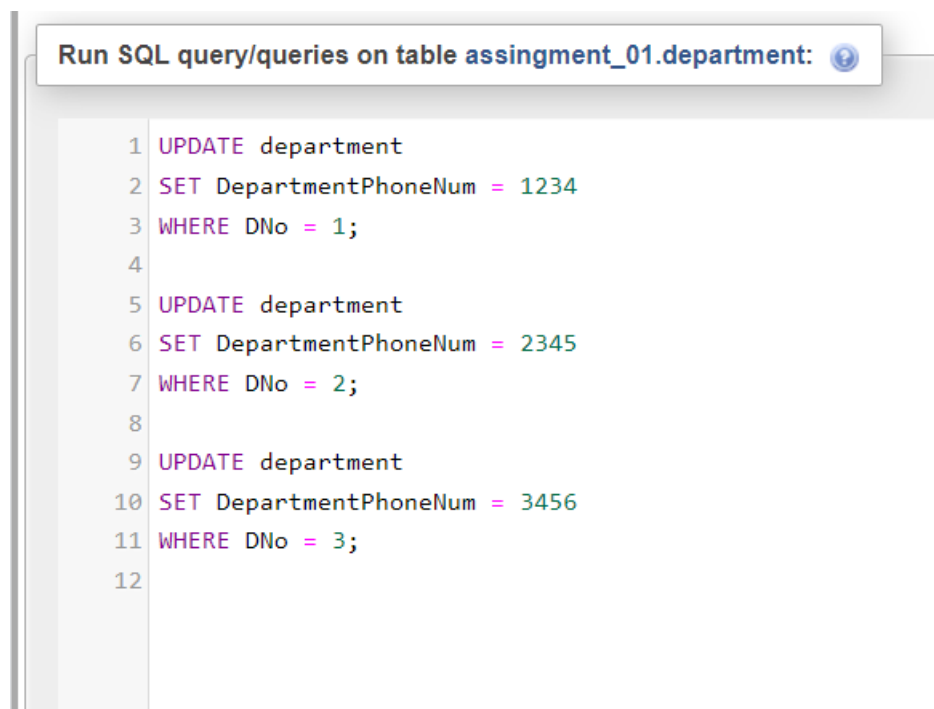 Run SQL query/queries on table assingment_01.department:
1 UPDATE department
2 SET DepartmentPhoneNum = 1234
3 WHERE DNo = 1;
4
5 UPDATE department
6 SET DepartmentPhoneNum = 2345
7 WHERE DNo = 2;
8
9 UPDATE department
10 SET DepartmentPhoneNum = 3456
11 WHERE DNo = 3;
12